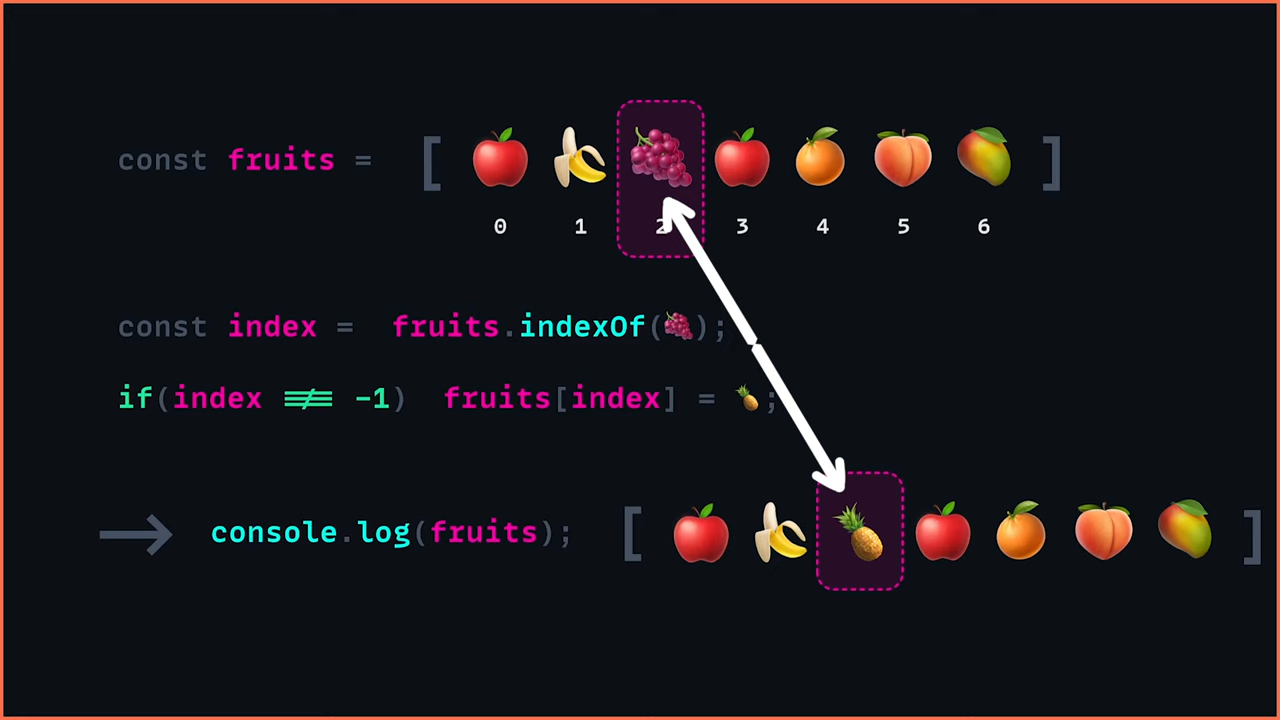 const fruits = [ 🍎 🍌 🍇 🍎 🍊 🍑 🥭 ]
0 1 2 3 4 5 6
const index = fruits.indexOf(🍇);
if(index !== -1) fruits[index] = 🍍;
→ console.log(fruits); [ 🍎 🍌 🍍 🍎 🍊 🍑 🥭 ]